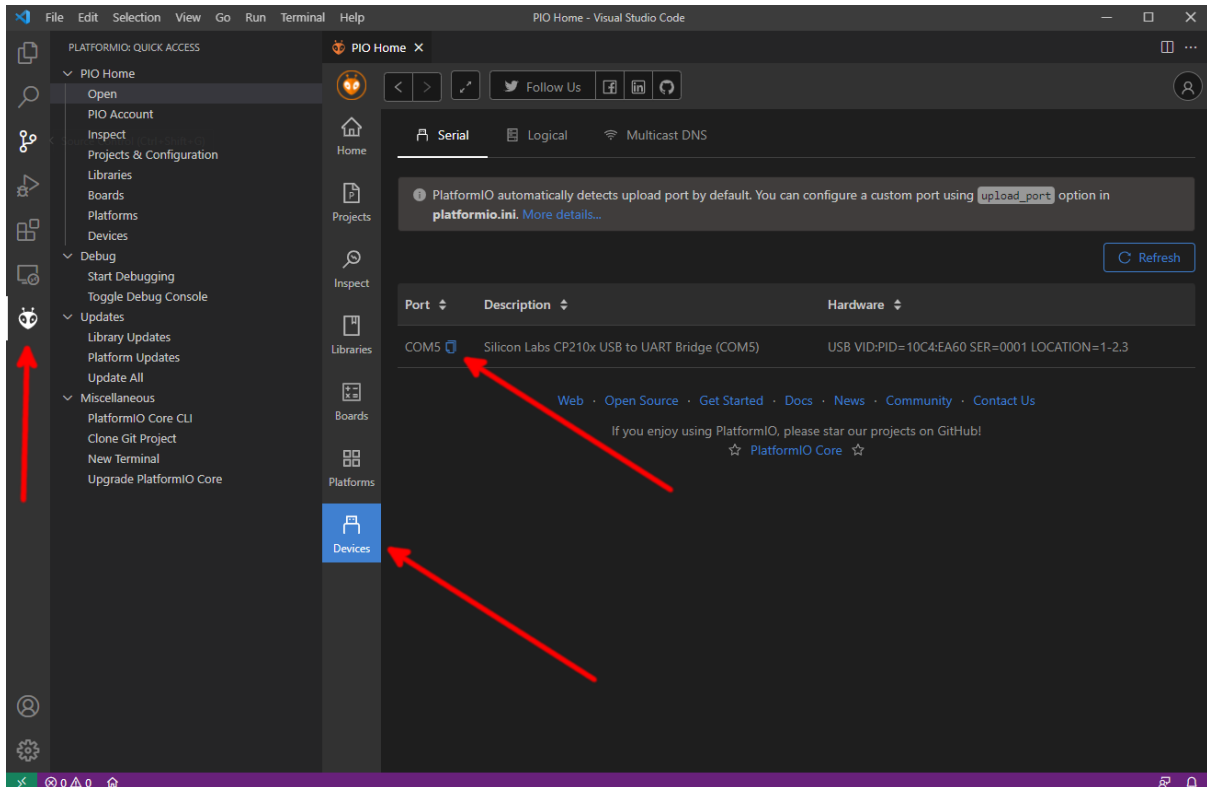 File Edit Selection View Go Run Terminal Help
PIO Home - Visual Studio Code
PLATFORMIO: QUICK ACCESS
PIO Home
Open
PIO Account
Inspect
Projects & Configuration
Libraries
Boards
Platforms
Devices
Debug
Start Debugging
Toggle Debug Console
Updates
Library Updates
Platform Updates
Update All
Miscellaneous
PlatformIO Core CLI
Clone Git Project
New Terminal
Upgrade PlatformIO Core
PIO Home
Follow Us
Home
Projects
Inspect
Libraries
Boards
Platforms
Devices
Serial Logical Multicast DNS
PlatformIO automatically detects upload port by default. You can configure a custom port using upload_port option in
platformio.ini. More details...
Refresh
Port Description Hardware
COM5 Silicon Labs CP210x USB to UART Bridge (COM5) USB VID:PID=10C4:EA60 SER=0001 LOCATION=1-2.3
Web · Open Source · Get Started · Docs · News · Community · Contact Us
If you enjoy using PlatformIO, please star our projects on GitHub!
PlatformIO Core
0 0